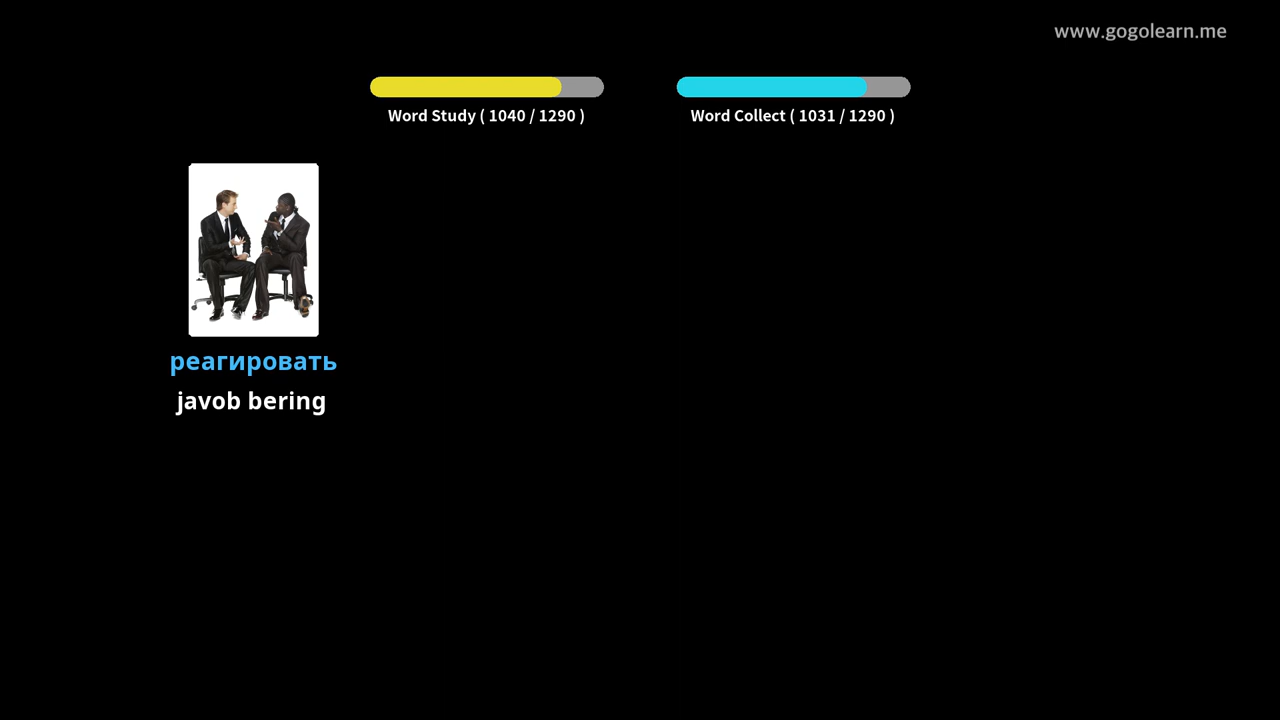 www.gogolearn.me
Word Study ( 1040 / 1290 )
Word Collect ( 1031 / 1290 )
реагировать
javob bering